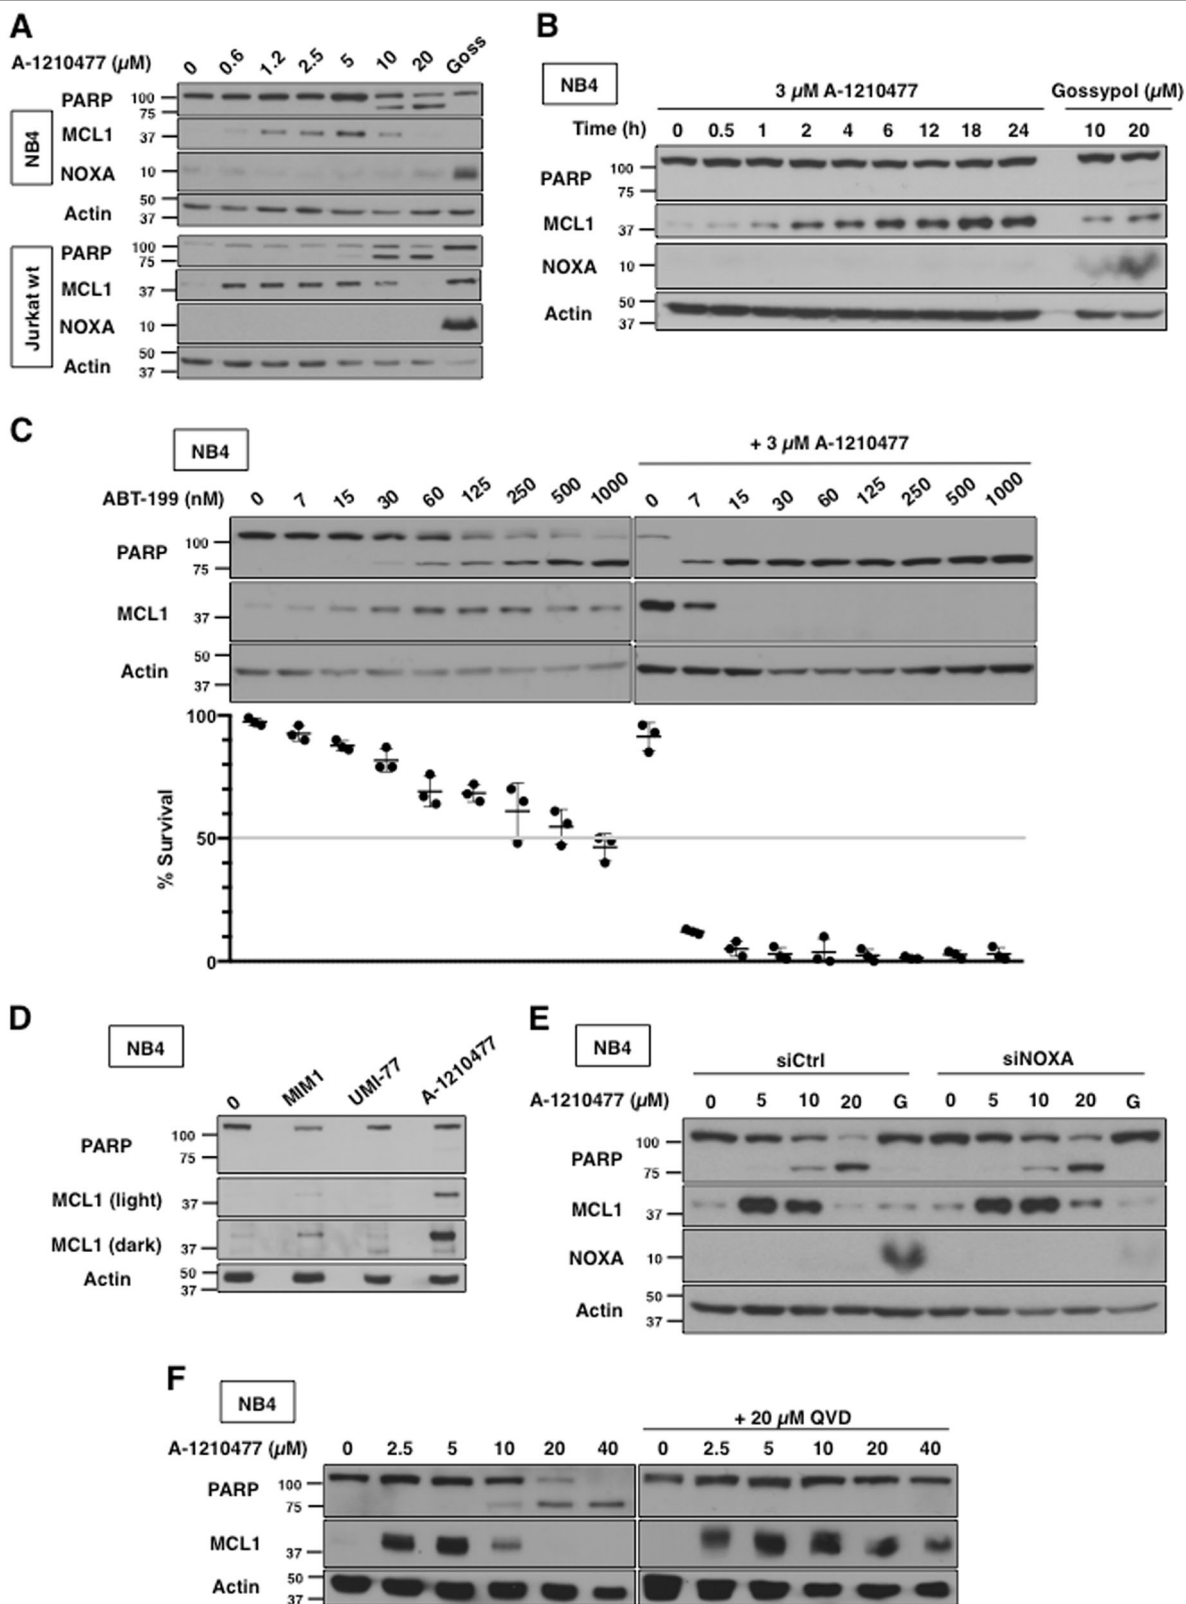 A
A-1210477 (µM) 0 0.6 1.2 2.5 5 10 20 Goss
NB4
PARP 100 75
MCL1 37
NOXA 10
Actin 50 37
Jurkat wt
PARP 100 75
MCL1 37
NOXA 10
Actin 50 37
B
NB4
3 µM A-1210477 Gossypol (µM)
Time (h) 0 0.5 1 2 4 6 12 18 24 10 20
PARP 100 75
MCL1 37
NOXA 10
Actin 50 37
C
NB4
+ 3 µM A-1210477
ABT-199 (nM) 0 7 15 30 60 125 250 500 1000 0 7 15 30 60 125 250 500 1000
PARP 100 75
MCL1 37
Actin 50 37
% Survival
100
50
0
D
NB4
0 MIM1 UMI-77 A-1210477
PARP 100 75
MCL1 (light) 37
MCL1 (dark) 37
Actin 50 37
E
NB4
siCtrl siNOXA
A-1210477 (µM) 0 5 10 20 G 0 5 10 20 G
PARP 100 75
MCL1 37
NOXA 10
Actin 50 37
F
NB4
+ 20 µM QVD
A-1210477 (µM) 0 2.5 5 10 20 40 0 2.5 5 10 20 40
PARP 100 75
MCL1 37
Actin 50 37